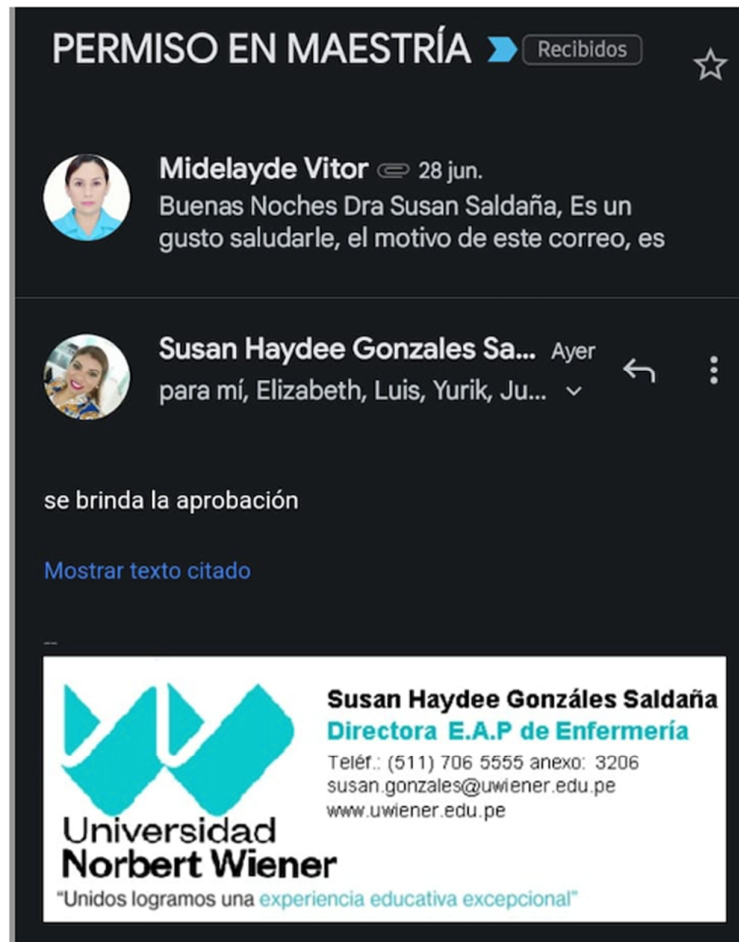 PERMISO EN MAESTRÍA Recibidos
Midelayde Vitor 28 jun.
Buenas Noches Dra Susan Saldaña, Es un
gusto saludarle, el motivo de este correo, es
Susan Haydee Gonzales Sa... Ayer
para mí, Elizabeth, Luis, Yurik, Ju...
se brinda la aprobación
Mostrar texto citado
--
Susan Haydee Gonzáles Saldaña
Directora E.A.P de Enfermería
Teléf.: (511) 706 5555 anexo: 3206
susan.gonzales@uwiener.edu.pe
www.uwiener.edu.pe
Universidad
Norbert Wiener
“Unidos logramos una experiencia educativa excepcional”